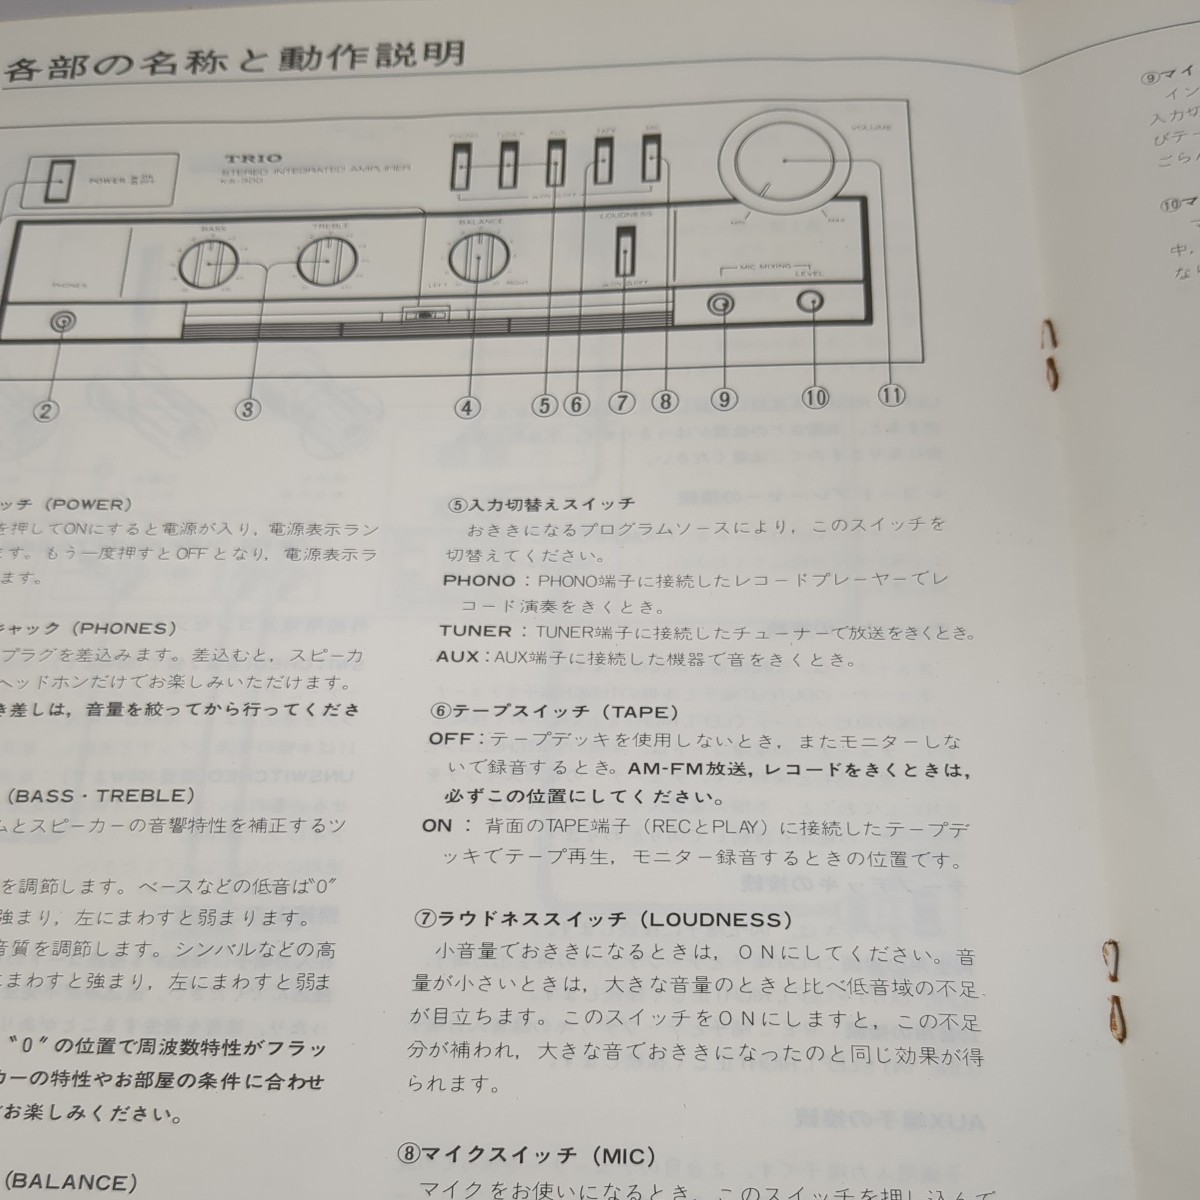 各部の名称と動作説明
TRIO
STEREO INTEGRATED AMPLIFIER
KA-300
POWER
PHONO
TUNER
AUX
TAPE
MIC
VOLUME
MIN
MAX
BASS
TREBLE
BALANCE
LEFT
RIGHT
LOUDNESS
PHONES
MIC MIXING
LEVEL
② ③ ④ ⑤ ⑥ ⑦ ⑧ ⑨ ⑩ ⑪
ッチ（POWER）
を押してONにすると電源が入り，電源表示ラン
ます。もう一度押すとOFFとなり，電源表示ラ
ます。
ャック（PHONES）
プラグを差込みます。差込むと，スピーカ
ヘッドホンだけでお楽しみいただけます。
き差しは，音量を絞ってから行ってくださ
（BASS・TREBLE）
ムとスピーカーの音響特性を補正するツ
を調節します。ベースなどの低音は“0”
強まり，左にまわすと弱まります。
音質を調節します。シンバルなどの高
にまわすと強まり，左にまわすと弱ま
“0”の位置で周波数特性がフラッ
カーの特性やお部屋の条件に合わせ
お楽しみください。
（BALANCE）
⑤入力切替えスイッチ
おききになるプログラムソースにより，このスイッチを
切替えてください。
PHONO：PHONO端子に接続したレコードプレーヤーでレ
コード演奏をきくとき。
TUNER：TUNER端子に接続したチューナーで放送をきくとき。
AUX：AUX端子に接続した機器で音をきくとき。
⑥テープスイッチ（TAPE）
OFF：テープデッキを使用しないとき，またモニターしな
いで録音するとき。AM-FM放送，レコードをきくときは，
必ずこの位置にしてください。
ON：背面のTAPE端子（RECとPLAY）に接続したテープデ
ッキでテープ再生，モニター録音するときの位置です。
⑦ラウドネススイッチ（LOUDNESS）
小音量でおききになるときは，ONにしてください。音
量が小さいときは，大きな音量のときと比べ低音域の不足
が目立ちます。このスイッチをONにしますと，この不足
分が補われ，大きな音でおききになったのと同じ効果が得
られます。
⑧マイクスイッチ（MIC）
マイクをお使いになるとき，このスイッチを押し込んで
⑨マイ
イン
入力切
びテー
ごらん
⑩マ
中，
ない